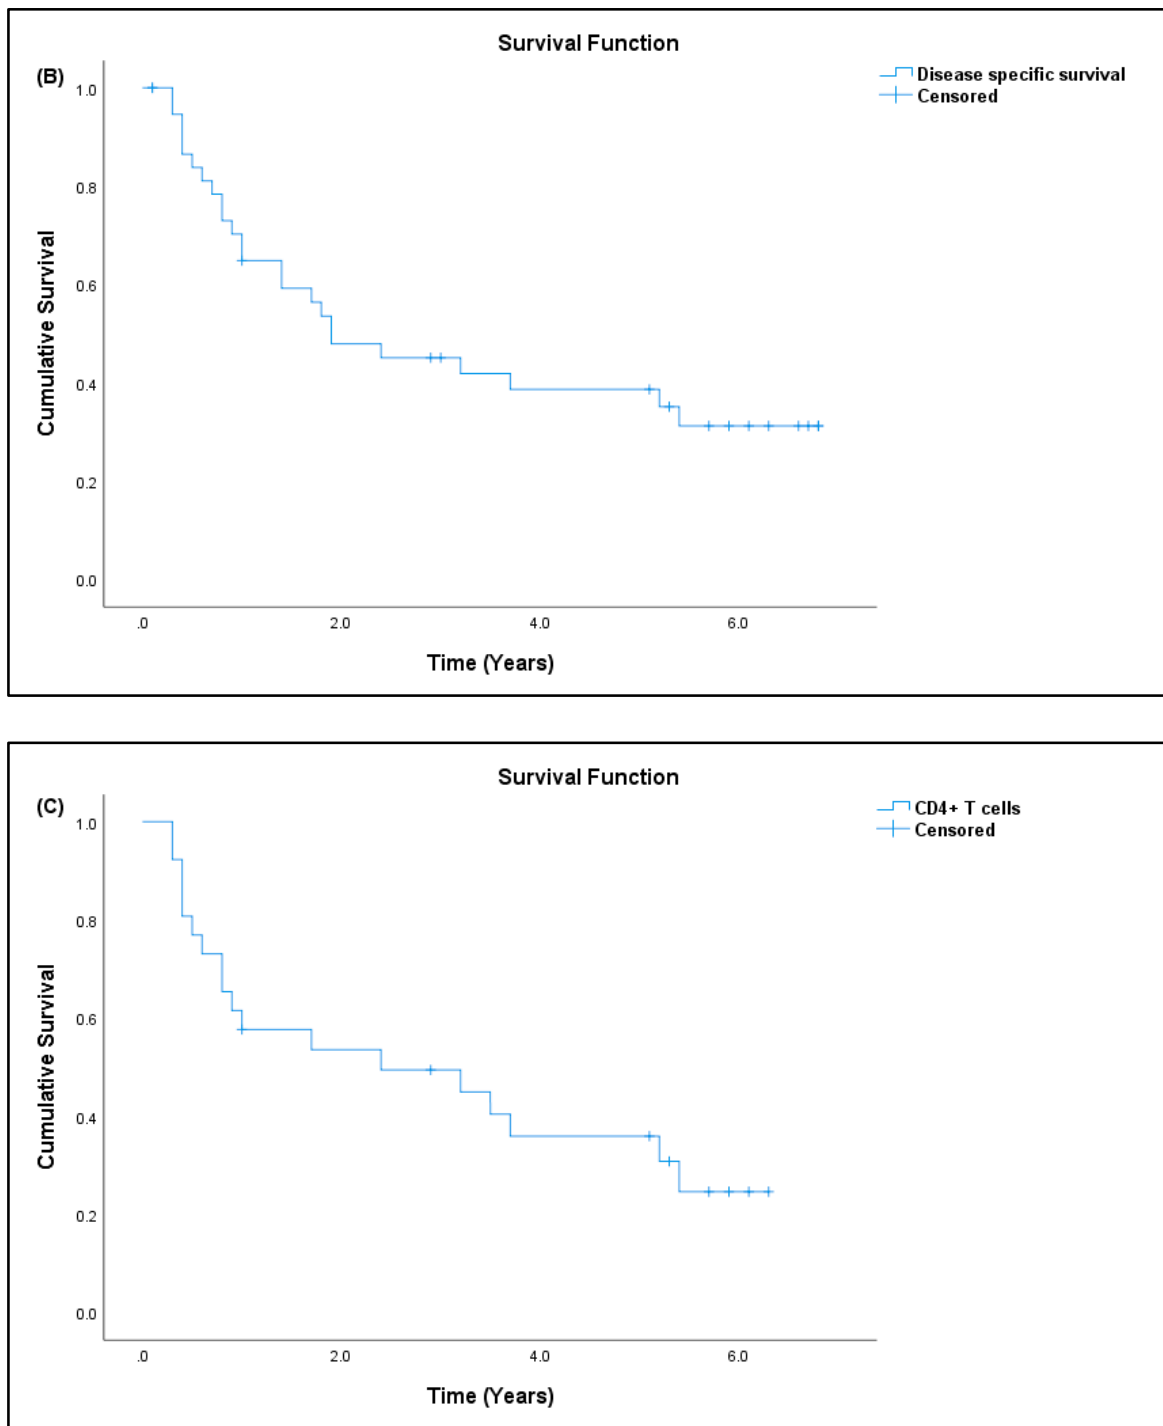 Survival Function
(B)
Disease specific survival
Censored
1.0
0.8
0.6
0.4
0.2
0.0
Cumulative Survival
.0 2.0 4.0 6.0
Time (Years)
Survival Function
(C)
CD4+ T cells
Censored
1.0
0.8
0.6
0.4
0.2
0.0
Cumulative Survival
.0 2.0 4.0 6.0
Time (Years)